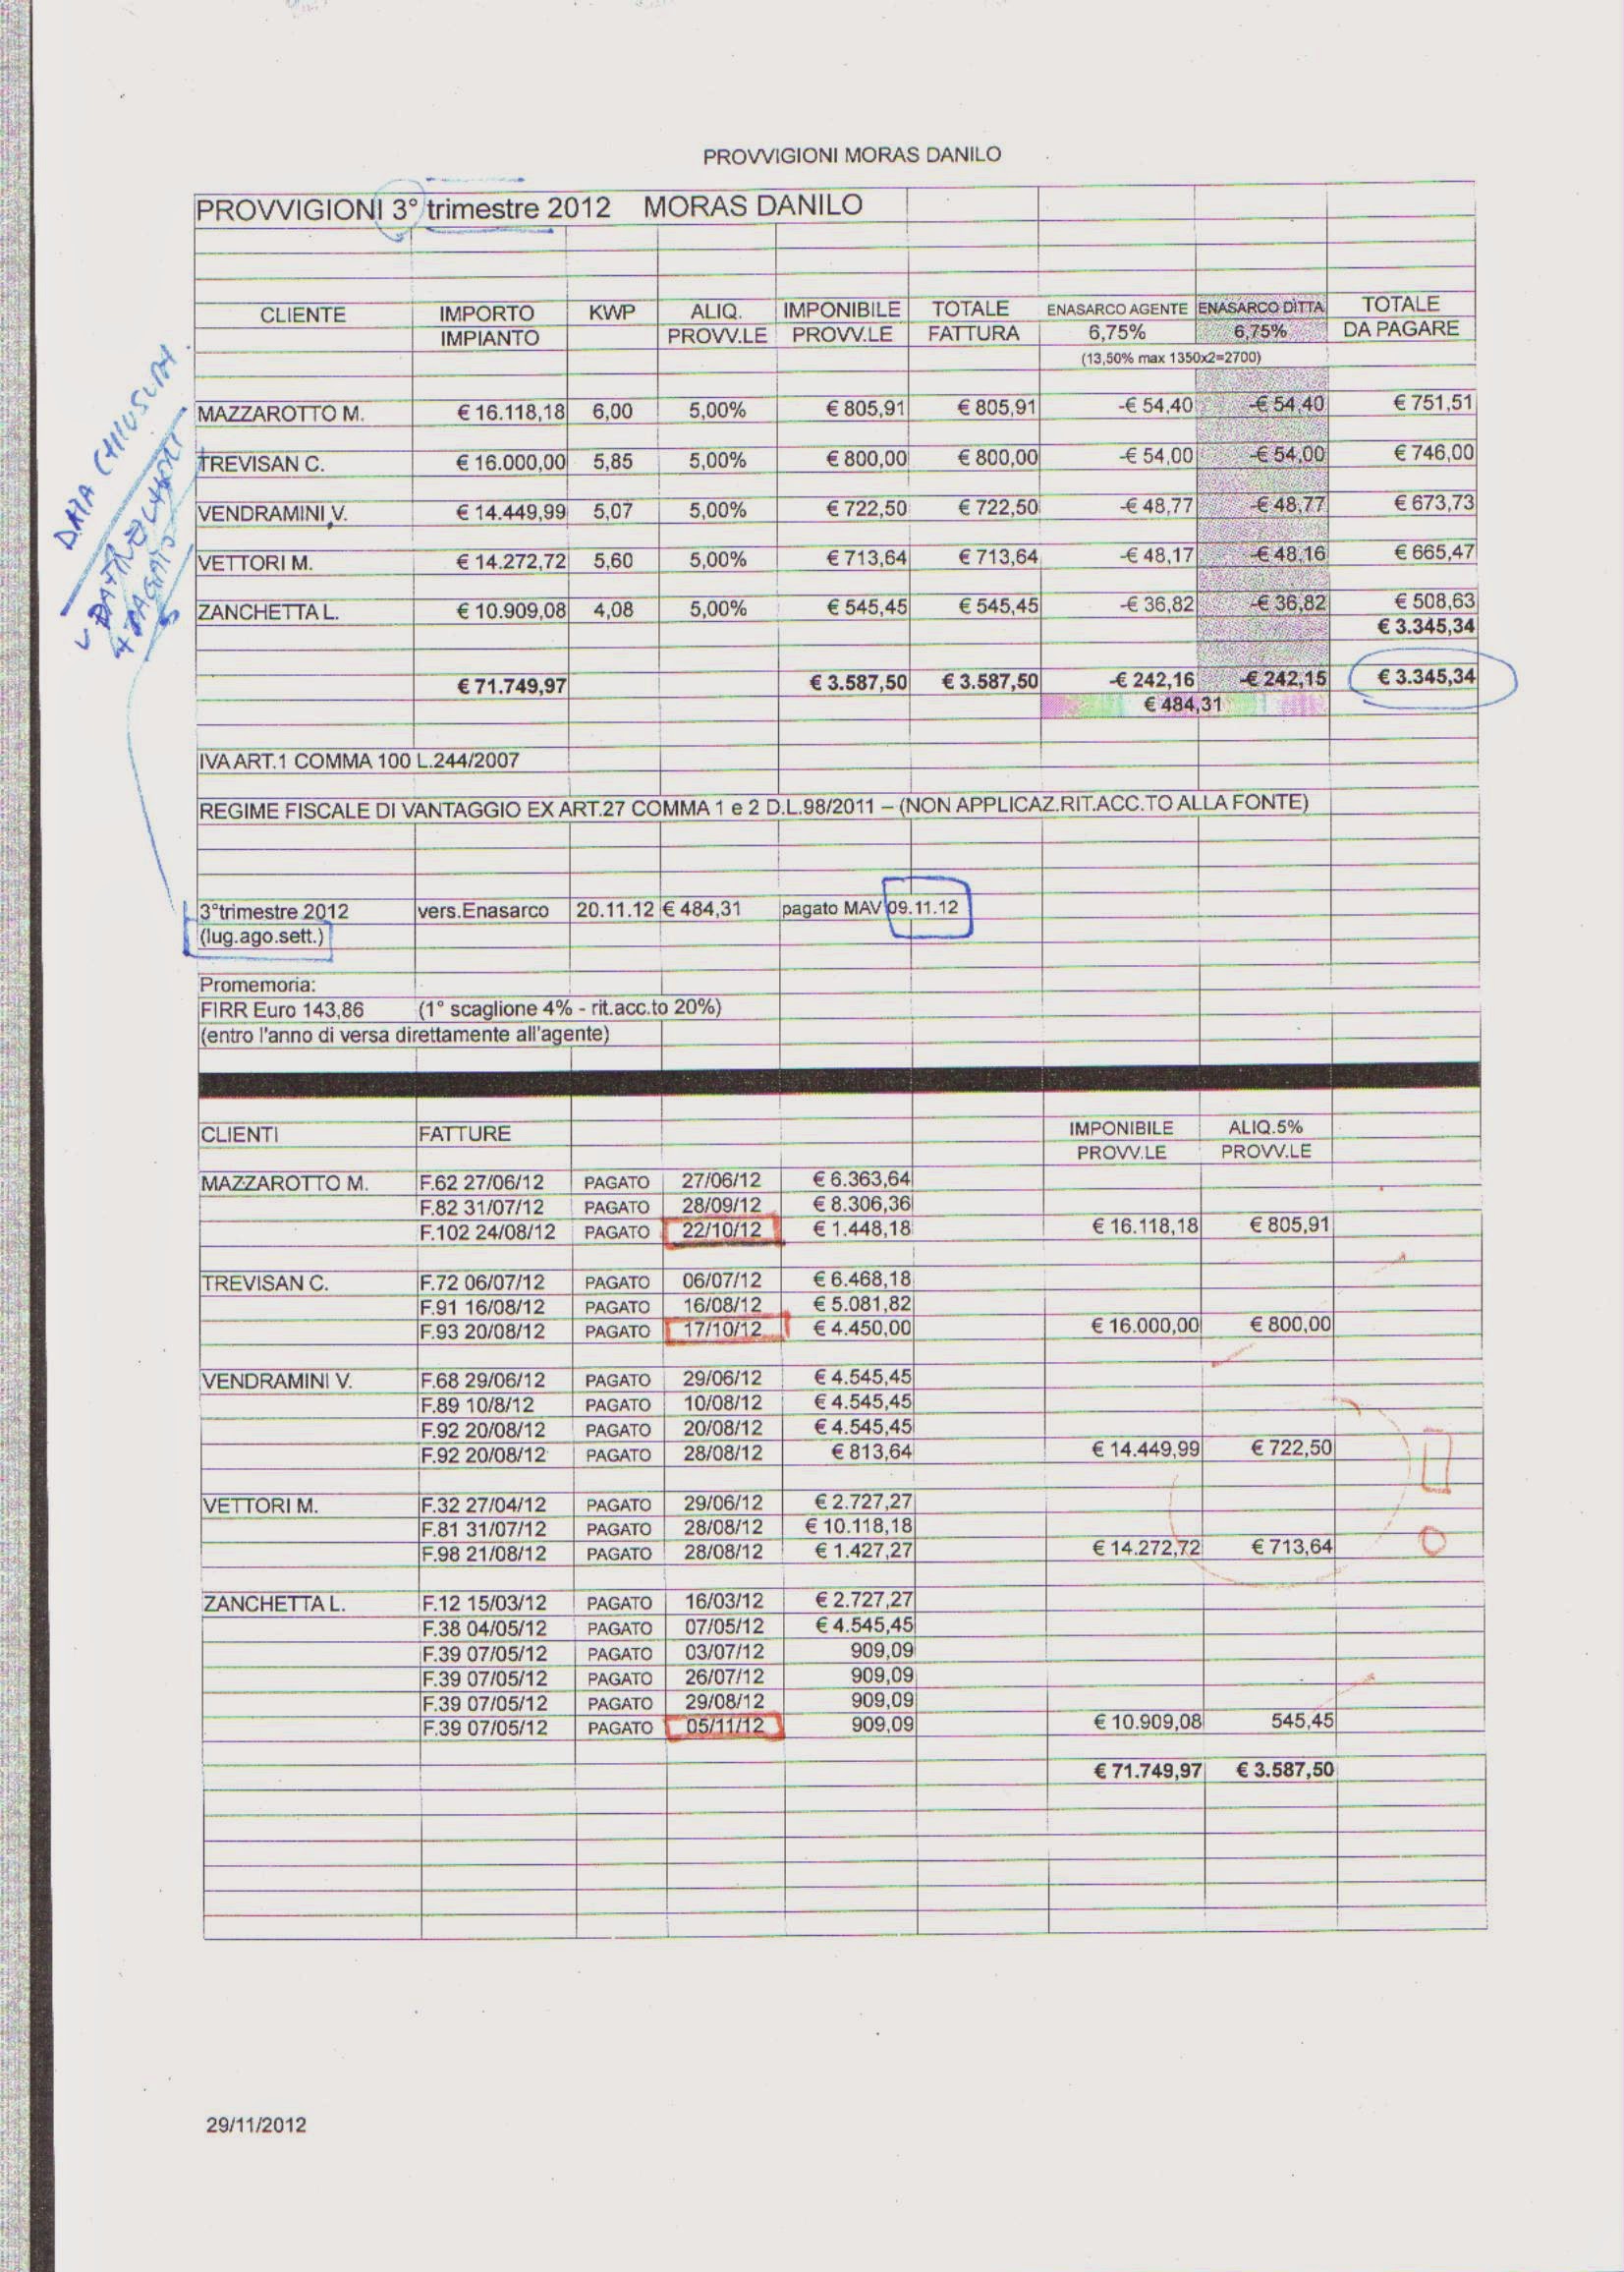 PROVVIGIONI MORAS DANILO
PROVVIGIONI 3° trimestre 2012 MORAS DANILO
CLIENTE IMPORTO KWP ALIQ. IMPONIBILE TOTALE ENASARCO AGENTE ENASARCO DITTA TOTALE
IMPIANTO PROVV.LE PROVV.LE FATTURA 6,75% 6,75% DA PAGARE
(13,50% max 1350x2=2700)
MAZZAROTTO M. € 16.118,18 6,00 5,00% € 805,91 € 805,91 -€ 54,40 -€ 54,40 € 751,51
TREVISAN C. € 16.000,00 5,85 5,00% € 800,00 € 800,00 -€ 54,00 -€ 54,00 € 746,00
VENDRAMINI V. € 14.449,99 5,07 5,00% € 722,50 € 722,50 -€ 48,77 -€ 48,77 € 673,73
VETTORI M. € 14.272,72 5,60 5,00% € 713,64 € 713,64 -€ 48,17 -€ 48,16 € 665,47
ZANCHETTA L. € 10.909,08 4,08 5,00% € 545,45 € 545,45 -€ 36,82 -€ 36,82 € 508,63
€ 3.345,34
€ 71.749,97 € 3.587,50 € 3.587,50 -€ 242,16 -€ 242,15 € 3.345,34
€ 484,31
DATA CHIUSURA
IVA ART.1 COMMA 100 L.244/2007
REGIME FISCALE DI VANTAGGIO EX ART.27 COMMA 1 e 2 D.L.98/2011 – (NON APPLICAZ.RIT.ACC.TO ALLA FONTE)
3°trimestre 2012 vers.Enasarco 20.11.12 € 484,31 pagato MAV 09.11.12
(lug.ago.sett.)
Promemoria:
FIRR Euro 143,86 (1° scaglione 4% - rit.acc.to 20%)
(entro l'anno di versa direttamente all'agente)
CLIENTI FATTURE IMPONIBILE ALIQ.5%
PROVV.LE PROVV.LE
MAZZAROTTO M. F.62 27/06/12 PAGATO 27/06/12 € 6.363,64
F.82 31/07/12 PAGATO 28/09/12 € 8.306,36
F.102 24/08/12 PAGATO 22/10/12 € 1.448,18 € 16.118,18 € 805,91
TREVISAN C. F.72 06/07/12 PAGATO 06/07/12 € 6.468,18
F.91 16/08/12 PAGATO 16/08/12 € 5.081,82
F.93 20/08/12 PAGATO 17/10/12 € 4.450,00 € 16.000,00 € 800,00
VENDRAMINI V. F.68 29/06/12 PAGATO 29/06/12 € 4.545,45
F.89 10/8/12 PAGATO 10/08/12 € 4.545,45
F.92 20/08/12 PAGATO 20/08/12 € 4.545,45
F.92 20/08/12 PAGATO 28/08/12 € 813,64 € 14.449,99 € 722,50
VETTORI M. F.32 27/04/12 PAGATO 29/06/12 € 2.727,27
F.81 31/07/12 PAGATO 28/08/12 € 10.118,18
F.98 21/08/12 PAGATO 28/08/12 € 1.427,27 € 14.272,72 € 713,64
ZANCHETTA L. F.12 15/03/12 PAGATO 16/03/12 € 2.727,27
F.38 04/05/12 PAGATO 07/05/12 € 4.545,45
F.39 07/05/12 PAGATO 03/07/12 909,09
F.39 07/05/12 PAGATO 26/07/12 909,09
F.39 07/05/12 PAGATO 29/08/12 909,09
F.39 07/05/12 PAGATO 05/11/12 909,09 € 10.909,08 545,45
€ 71.749,97 € 3.587,50
29/11/2012